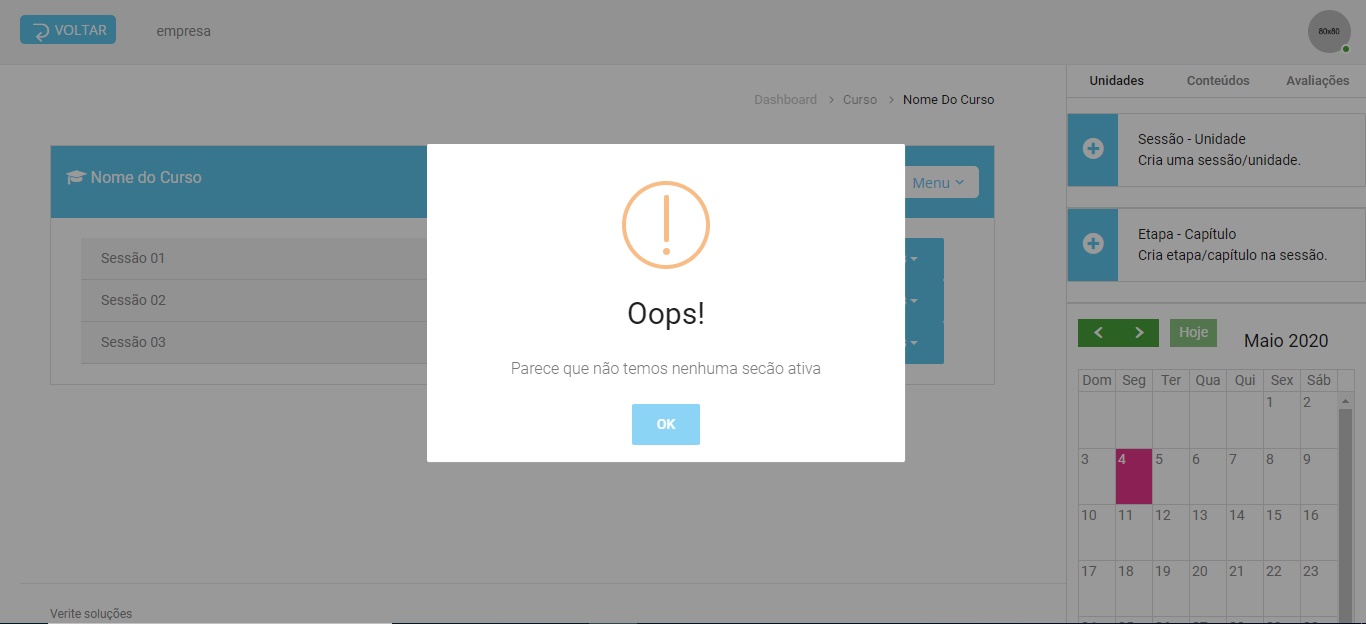 VOLTAR
empresa
80x80
Dashboard > Curso > Nome Do Curso
Nome do Curso
Menu
Sessão 01
Sessão 02
Sessão 03
Oops!
Parece que não temos nenhuma secão ativa
OK
Unidades Conteúdos Avaliações
Sessão - Unidade
Cria uma sessão/unidade.
Etapa - Capítulo
Cria etapa/capítulo na sessão.
Hoje
Maio 2020
Dom Seg Ter Qua Qui Sex Sáb
1 2
3 4 5 6 7 8 9
10 11 12 13 14 15 16
17 18 19 20 21 22 23
Verite soluções